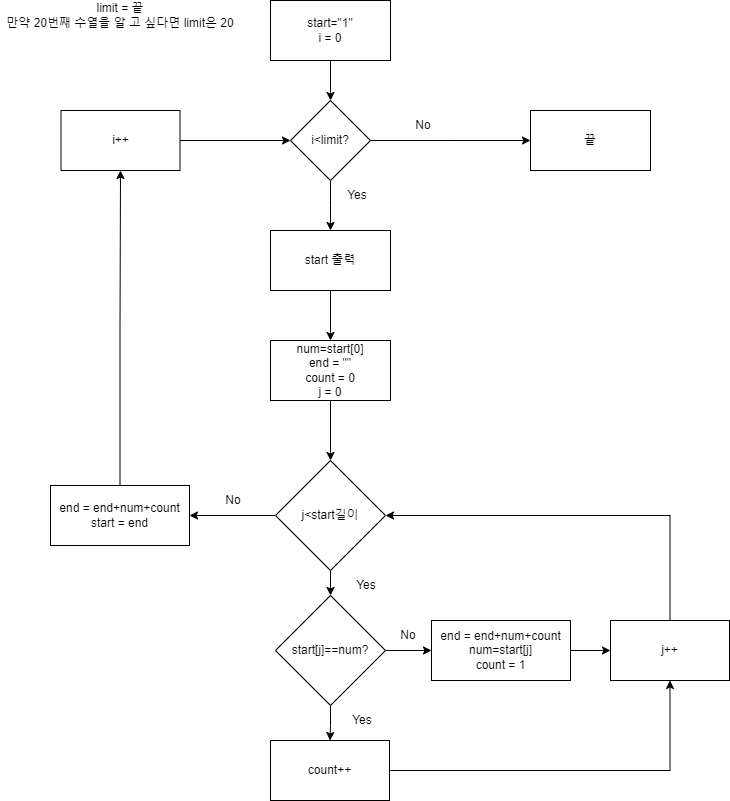 limit = 끝
만약 20번째 수열을 알 고 싶다면 limit은 20
start="1"
i = 0
i++
i<limit?
No
끝
Yes
start 출력
num=start[0]
end = ""
count = 0
j = 0
end = end+num+count
start = end
No
j<start길이
Yes
start[j]==num?
No
end = end+num+count
num=start[j]
count = 1
j++
Yes
count++